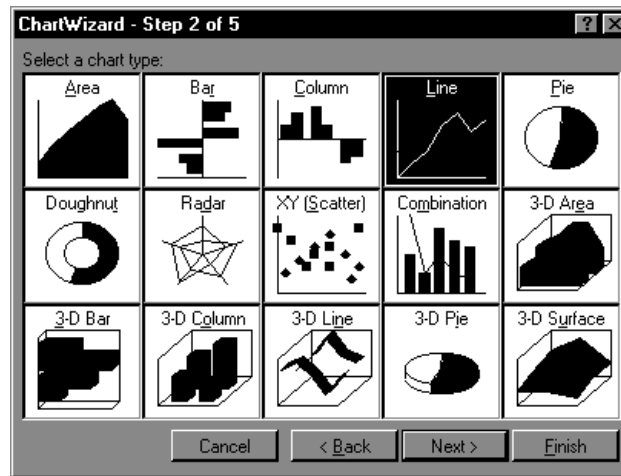 ChartWizard - Step 2 of 5
Select a chart type:
Area Bar Column Line Pie
Doughnut Radar XY (Scatter) Combination 3-D Area
3-D Bar 3-D Column 3-D Line 3-D Pie 3-D Surface
Cancel < Back Next > Finish